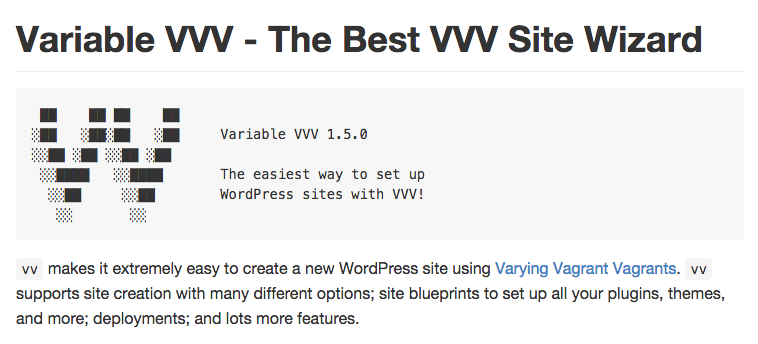 Variable VVV - The Best VVV Site Wizard
Variable VVV 1.5.0
The easiest way to set up
WordPress sites with VVV!
vv makes it extremely easy to create a new WordPress site using Varying Vagrant Vagrants. vv
supports site creation with many different options; site blueprints to set up all your plugins, themes,
and more; deployments; and lots more features.